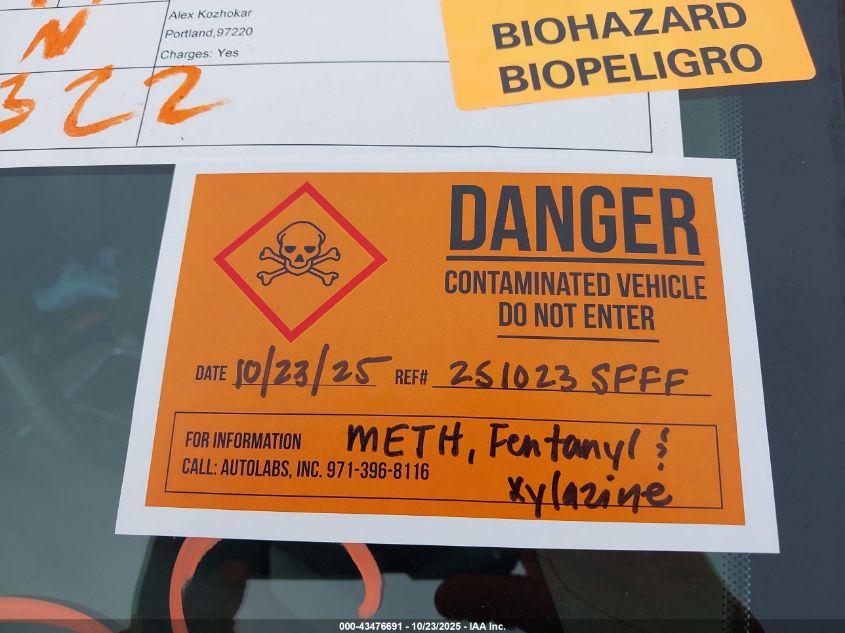 Alex Kozhokar
Portland,97220
Charges: Yes
N
322
BIOHAZARD
BIOPELIGRO
DANGER
CONTAMINATED VEHICLE
DO NOT ENTER
DATE 10/23/25 REF# 251023 SFFF
FOR INFORMATION
CALL: AUTOLABS, INC. 971-396-8116
METH, Fentanyl &
xylazine
000-43476691 - 10/23/2025 - IAA Inc.